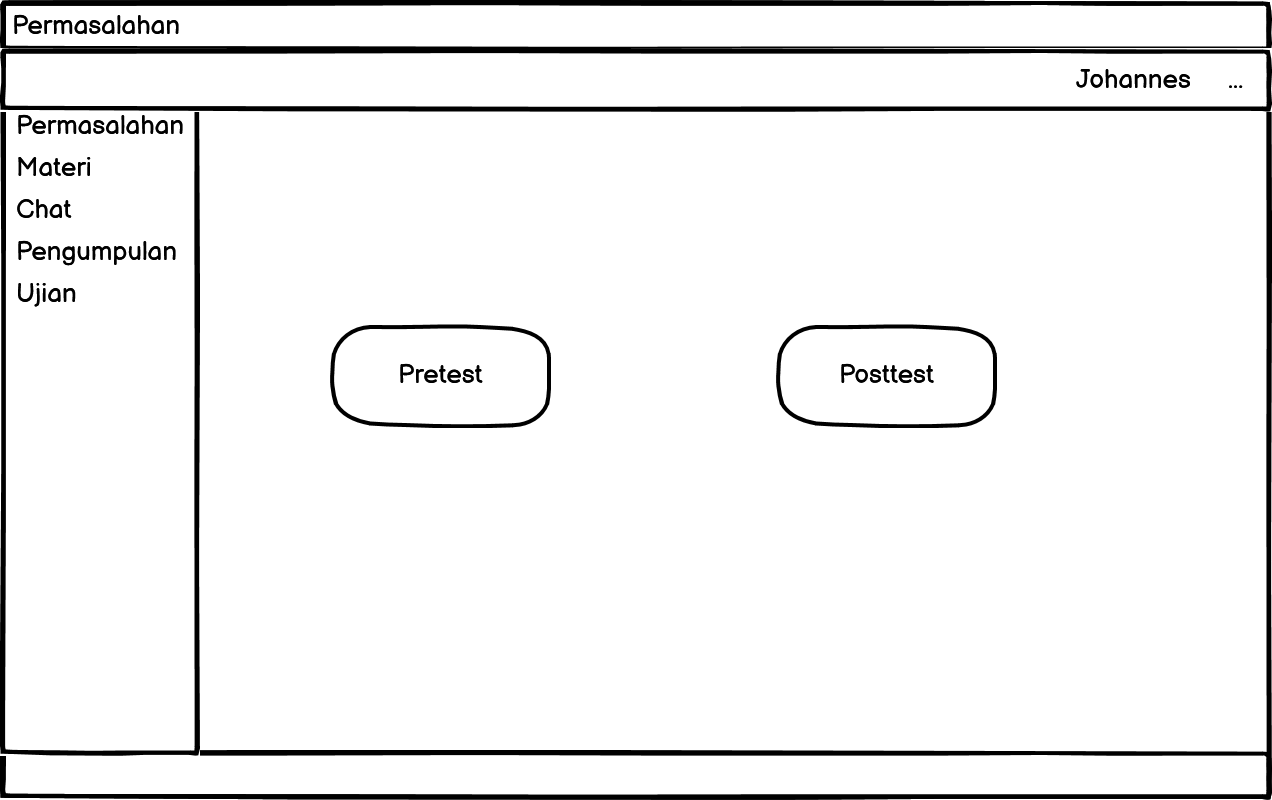 Permasalahan
Johannes ...
Permasalahan
Materi
Chat
Pengumpulan
Ujian
Pretest
Posttest